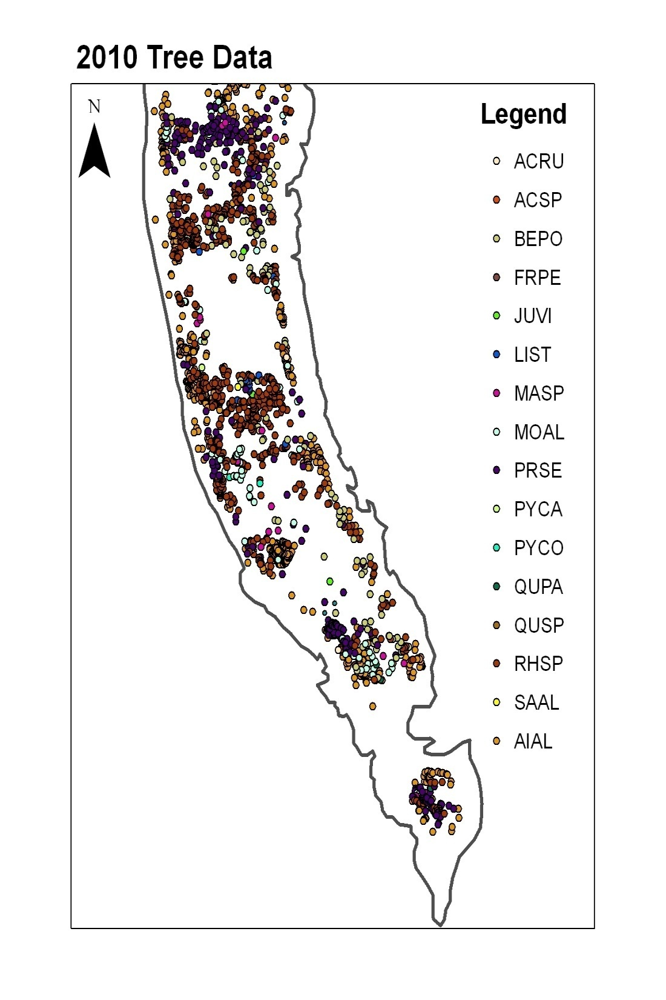 2010 Tree Data
N
Legend
ACRU
ACSP
BEPO
FRPE
JUVI
LIST
MASP
MOAL
PRSE
PYCA
PYCO
QUPA
QUSP
RHSP
SAAL
AIAL